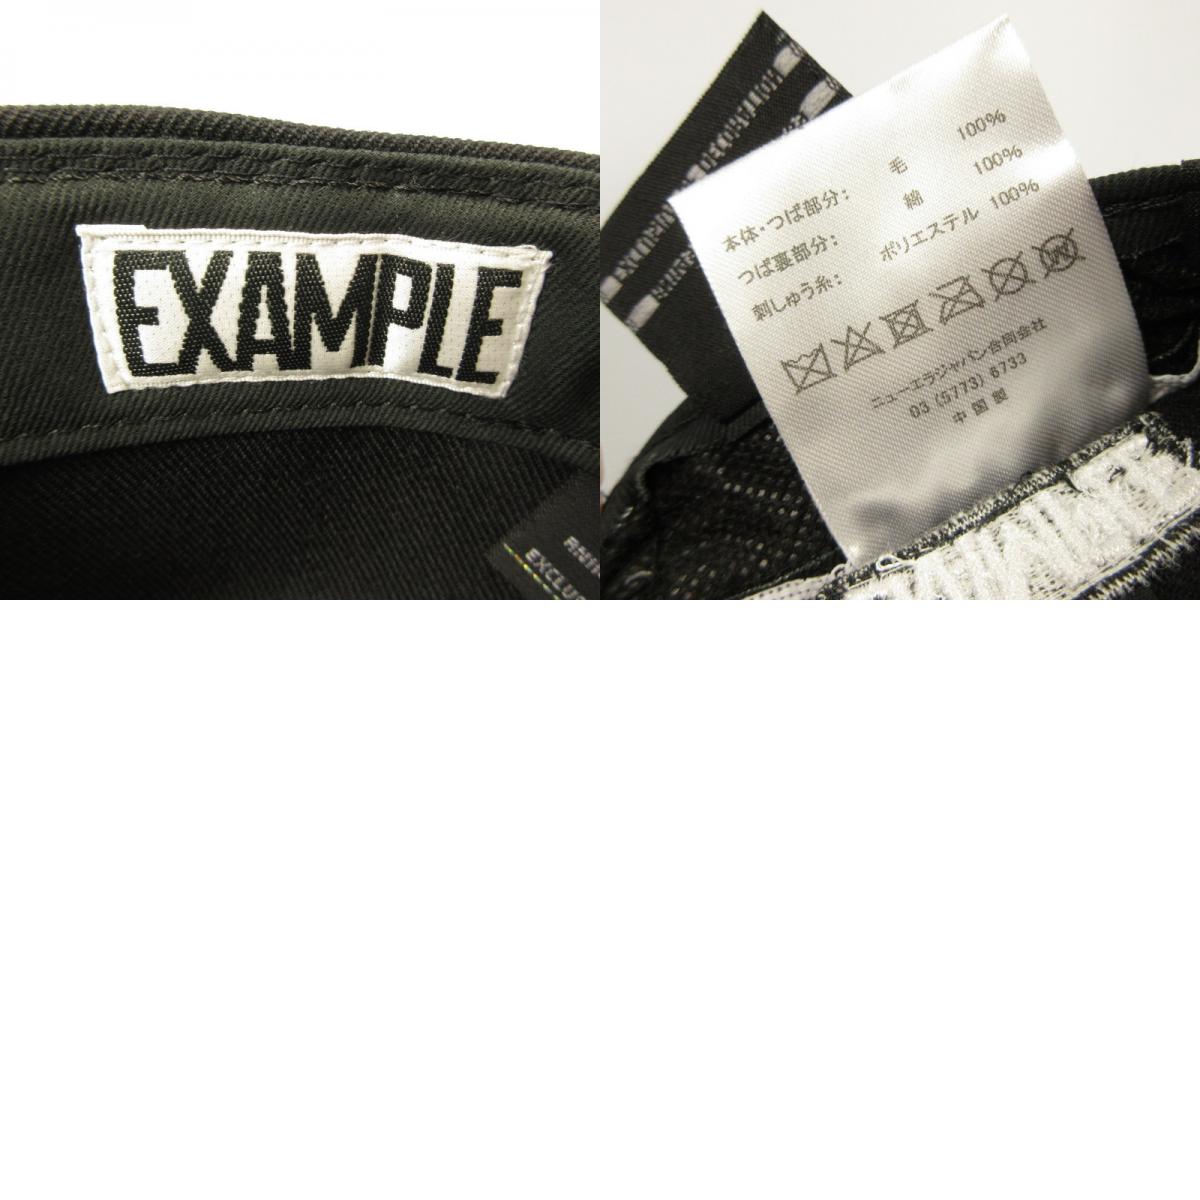 EXAMPLE
EXCLUS
本体・つば部分: 毛 100%
つば裏部分: 綿 100%
刺しゅう糸: ポリエステル 100%
ニューエラジャパン合同会社
03 (5773) 6733
中国製